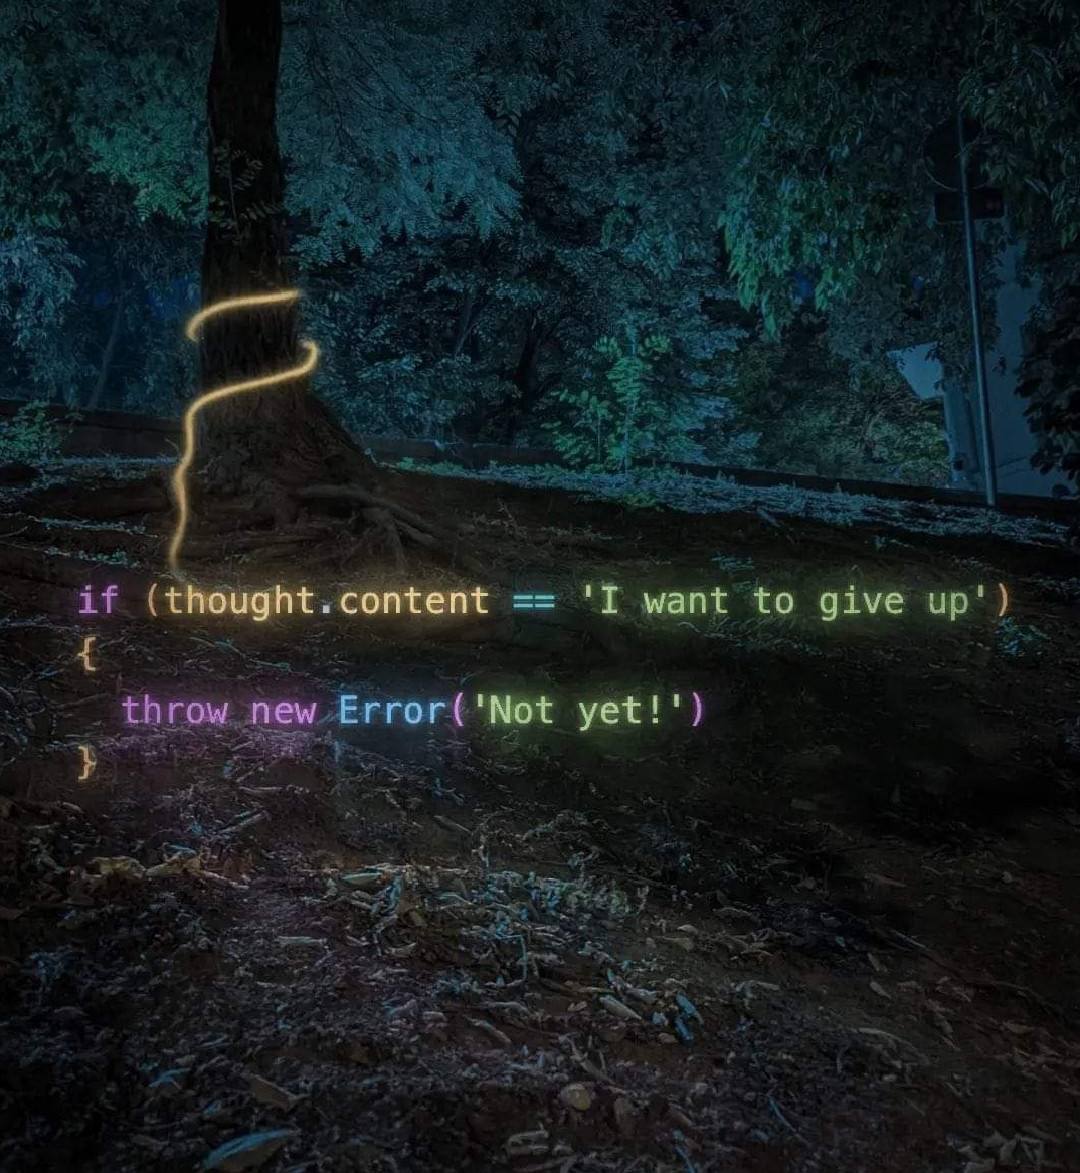 if (thought.content == 'I want to give up')
{
throw new Error('Not yet!')
}